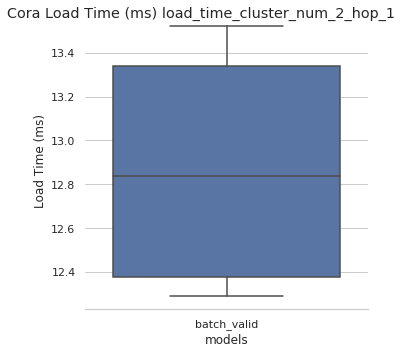 Cora Load Time (ms) load_time_cluster_num_2_hop_1
13.4
13.2
13.0
12.8
12.6
12.4
Load Time (ms)
batch_valid
models